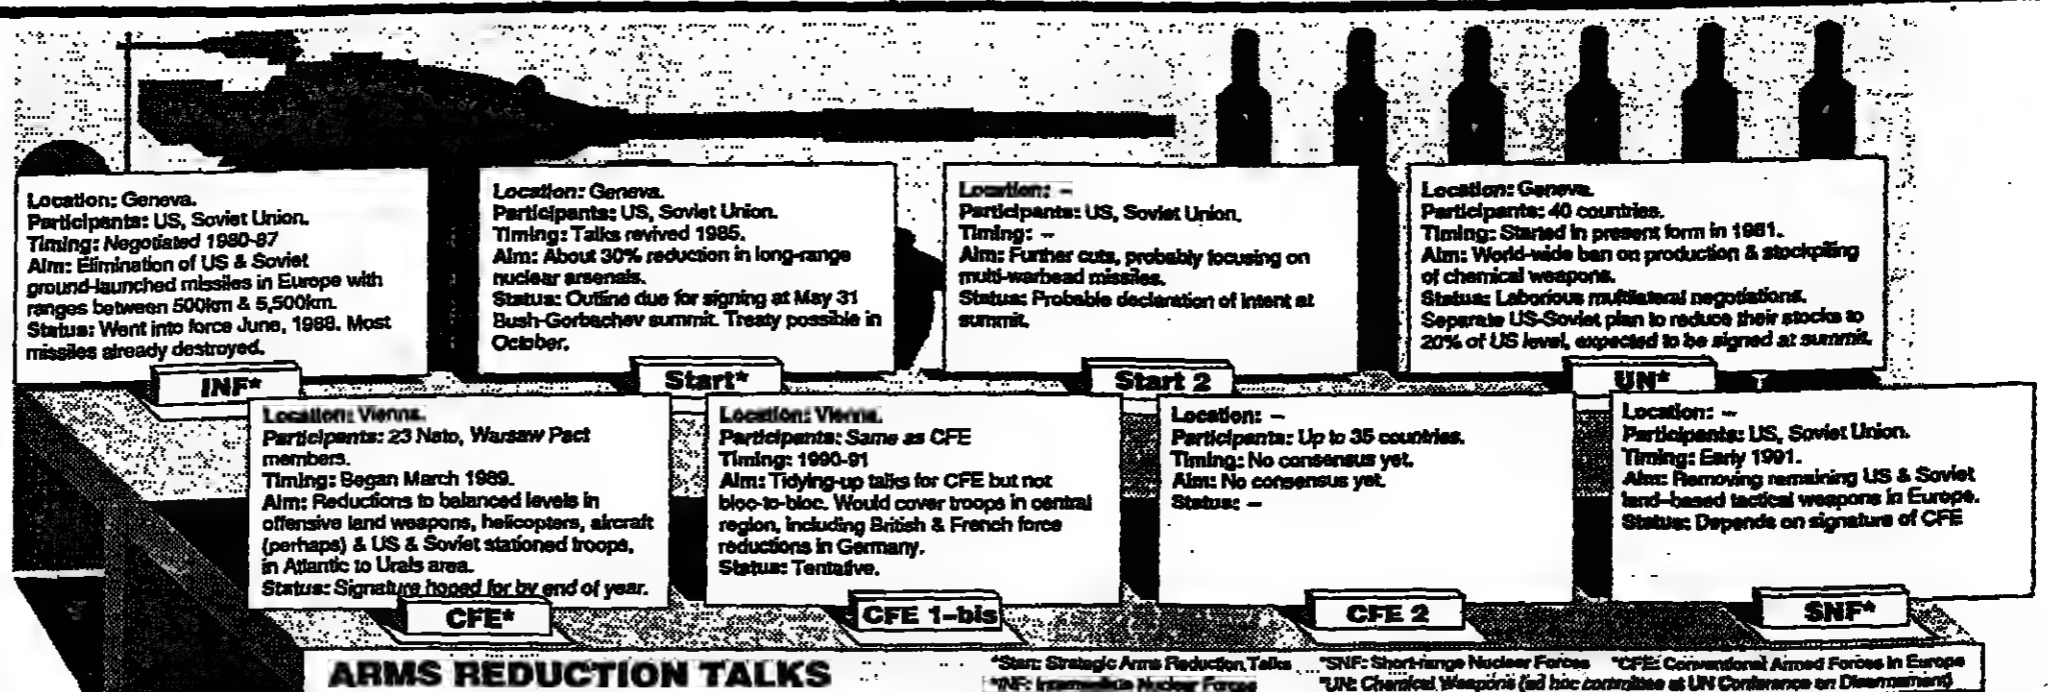 Location: Geneva.
Participants: US, Soviet Union.
Timing: Negotiated 1980-87
Aim: Elimination of US & Soviet
ground-launched missiles in Europe with
ranges between 500km & 5,500km.
Status: Went into force June, 1988. Most
missiles already destroyed.
INF*
Location: Geneva.
Participants: US, Soviet Union.
Timing: Talks revived 1985.
Aim: About 30% reduction in long-range
nuclear arsenals.
Status: Outline due for signing at May 31
Bush-Gorbachev summit. Treaty possible in
October.
Start*
Location: –
Participants: US, Soviet Union.
Timing: –
Aim: Further cuts, probably focusing on
multi-warhead missiles.
Status: Probable declaration of intent at
summit.
Start 2
Location: Geneva.
Participants: 40 countries.
Timing: Started in present form in 1981.
Aim: World-wide ban on production & stockpiling
of chemical weapons.
Status: Laborious multilateral negotiations.
Separate US-Soviet plan to reduce their stocks to
20% of US level, expected to be signed at summit.
UN*
Location: Vienna.
Participants: 23 Nato, Warsaw Pact
members.
Timing: Began March 1989.
Aim: Reductions to balanced levels in
offensive land weapons, helicopters, aircraft
(perhaps) & US & Soviet stationed troops,
in Atlantic to Urals area.
Status: Signature hoped for by end of year.
CFE*
Location: Vienna.
Participants: Same as CFE
Timing: 1990-91
Aim: Tidying-up talks for CFE but not
bloc-to-bloc. Would cover troops in central
region, including British & French force
reductions in Germany.
Status: Tentative.
CFE 1-bis
Location: –
Participants: Up to 35 countries.
Timing: No consensus yet.
Aim: No consensus yet.
Status: –
CFE 2
Location: –
Participants: US, Soviet Union.
Timing: Early 1991.
Aim: Removing remaining US & Soviet
land-based tactical weapons in Europe.
Status: Depends on signature of CFE
SNF*
ARMS REDUCTION TALKS
*Start: Strategic Arms Reduction Talks *SNF: Short-range Nuclear Forces *CFE: Conventional Armed Forces in Europe
*INF: Intermediate Nuclear Forces *UN: Chemical Weapons (ad hoc committee at UN Conference on Disarmament)